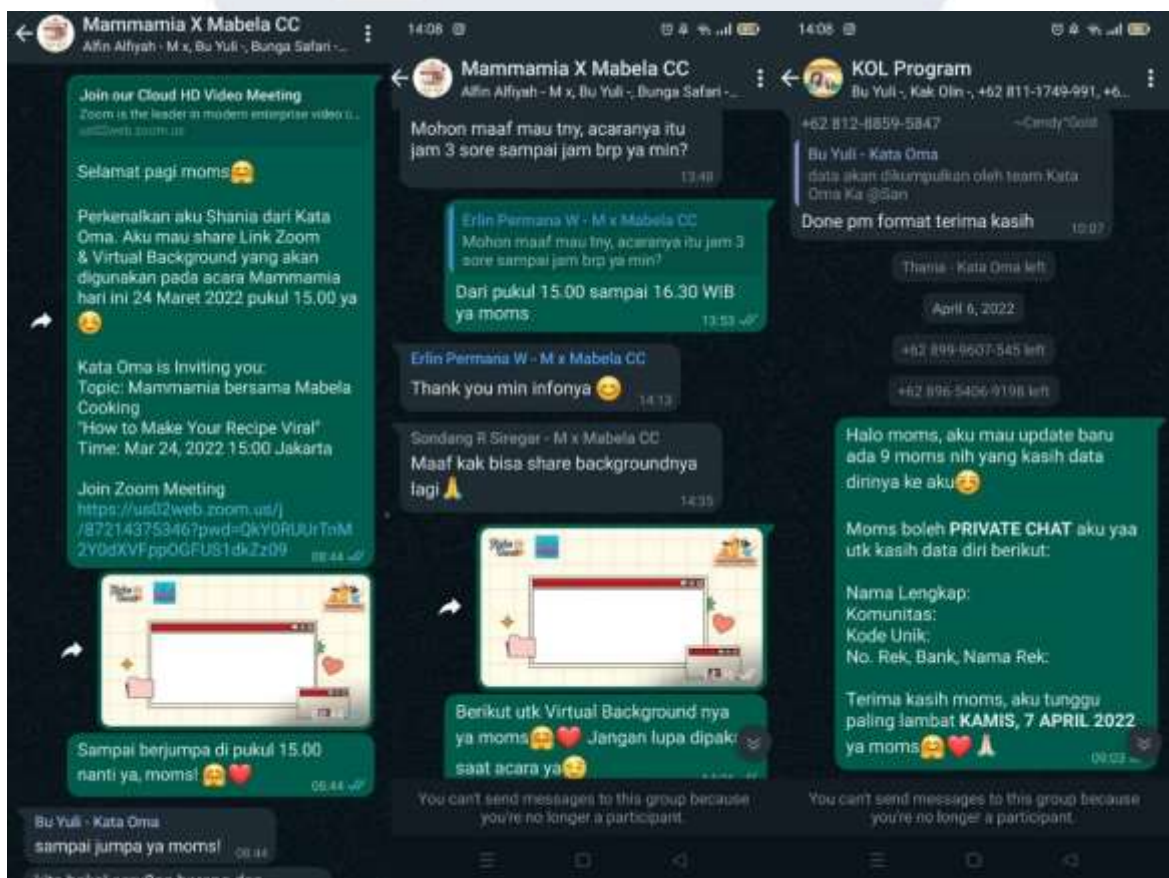 Mammamia X Mabela CC
Alfin Alfiyah - M x, Bu Yuli -, Bunga Safari -...
Join our Cloud HD Video Meeting
Zoom is the leader in modern enterprise video c...
us02web.zoom.us
Selamat pagi moms🤗
Perkenalkan aku Shania dari Kata
Oma. Aku mau share Link Zoom
& Virtual Background yang akan
digunakan pada acara Mammamia
hari ini 24 Maret 2022 pukul 15.00 ya
☺️
Kata Oma is Inviting you:
Topic: Mammamia bersama Mabela
Cooking
"How to Make Your Recipe Viral"
Time: Mar 24, 2022 15:00 Jakarta
Join Zoom Meeting
https://us02web.zoom.us/j
/87214375346?pwd=QkY0RUUrTnM
2Y0dXVFppOGFUS1dkZz09 08:44
Sampai berjumpa di pukul 15.00
nanti ya, moms! 🤗❤️
08:44
Bu Yuli - Kata Oma
sampai jumpa ya moms! 08:44
14:08
Mammamia X Mabela CC
Alfin Alfiyah - M x, Bu Yuli -, Bunga Safari -...
Mohon maaf mau tny, acaranya itu
jam 3 sore sampai jam brp ya min?
13:48
Erlin Permana W - M x Mabela CC
Mohon maaf mau tny, acaranya itu jam 3
sore sampai jam brp ya min?
Dari pukul 15.00 sampai 16.30 WIB
ya moms
13:53
Erlin Permana W - M x Mabela CC
Thank you min infonya 😊
14:13
Sondang R Siregar - M x Mabela CC
Maaf kak bisa share backgroundnya
lagi🙏
14:35
Berikut utk Virtual Background nya
ya moms🤗❤️ Jangan lupa dipak
saat acara ya
You can't send messages to this group because
you're no longer a participant.
14:08
KOL Program
Bu Yuli -, Kak Olin -, +62 811-1749-991, +6...
+62 812-8859-5847 ~Cendy*Gold
Bu Yuli - Kata Oma
data akan dikumpulkan oleh team Kata
Oma Ka @San
Done pm format terima kasih
10:07
Thania - Kata Oma left
April 6, 2022
+62 899-9607-545 left
+62 896-5406-9198 left
Halo moms, aku mau update baru
ada 9 moms nih yang kasih data
dirinya ke aku☺️
Moms boleh PRIVATE CHAT aku yaa
utk kasih data diri berikut:
Nama Lengkap:
Komunitas:
Kode Unik:
No. Rek, Bank, Nama Rek:
Terima kasih moms, aku tunggu
paling lambat KAMIS, 7 APRIL 2022
ya moms🤗❤️🙏
09:03
You can't send messages to this group because
you're no longer a participant.